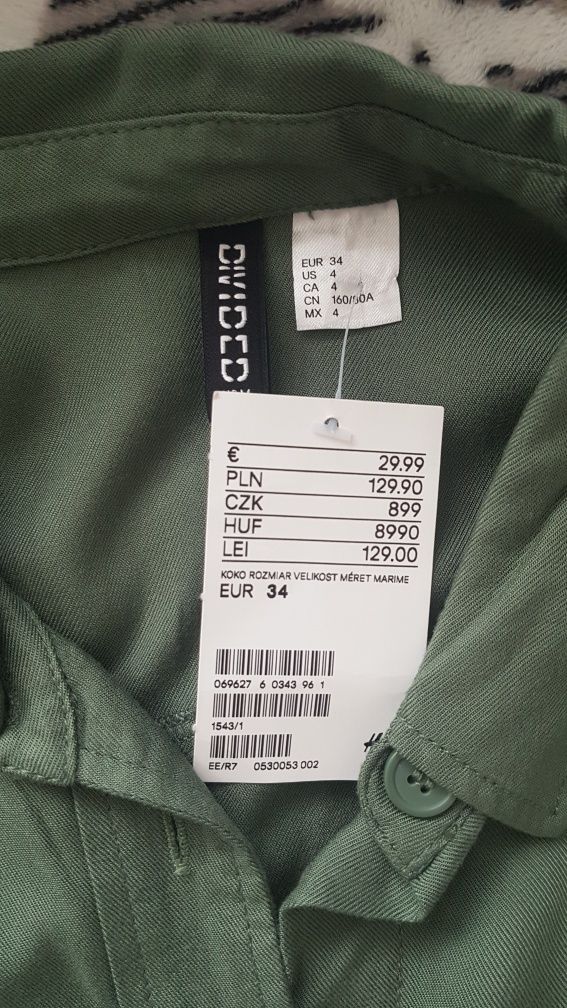 DIVIDED
EUR 34
US 4
CA 4
CN 160/80A
MX 4
€ 29.99
PLN 129.90
CZK 899
HUF 8990
LEI 129.00
KOKO ROZMIAR VELIKOST MÉRET MARIME
EUR 34
069627 6 0343 96 1
1543/1
EE/R7 0530053 002